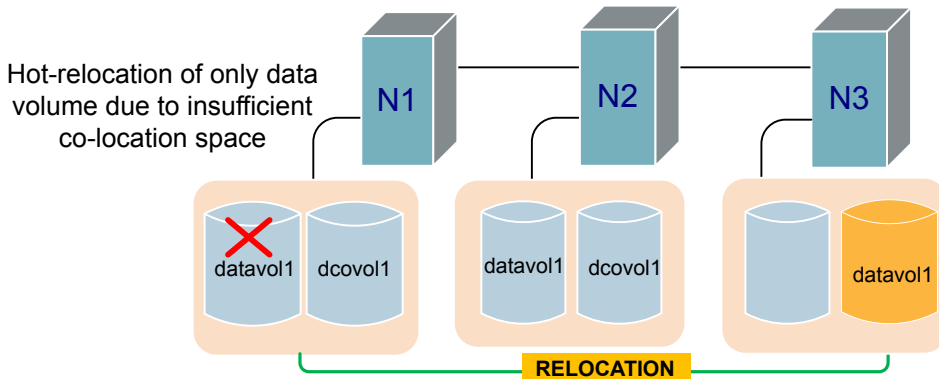 Hot-relocation of only data
volume due to insufficient
co-location space
N1
N2
N3
datavol1
dcovol1
datavol1
dcovol1
datavol1
RELOCATION